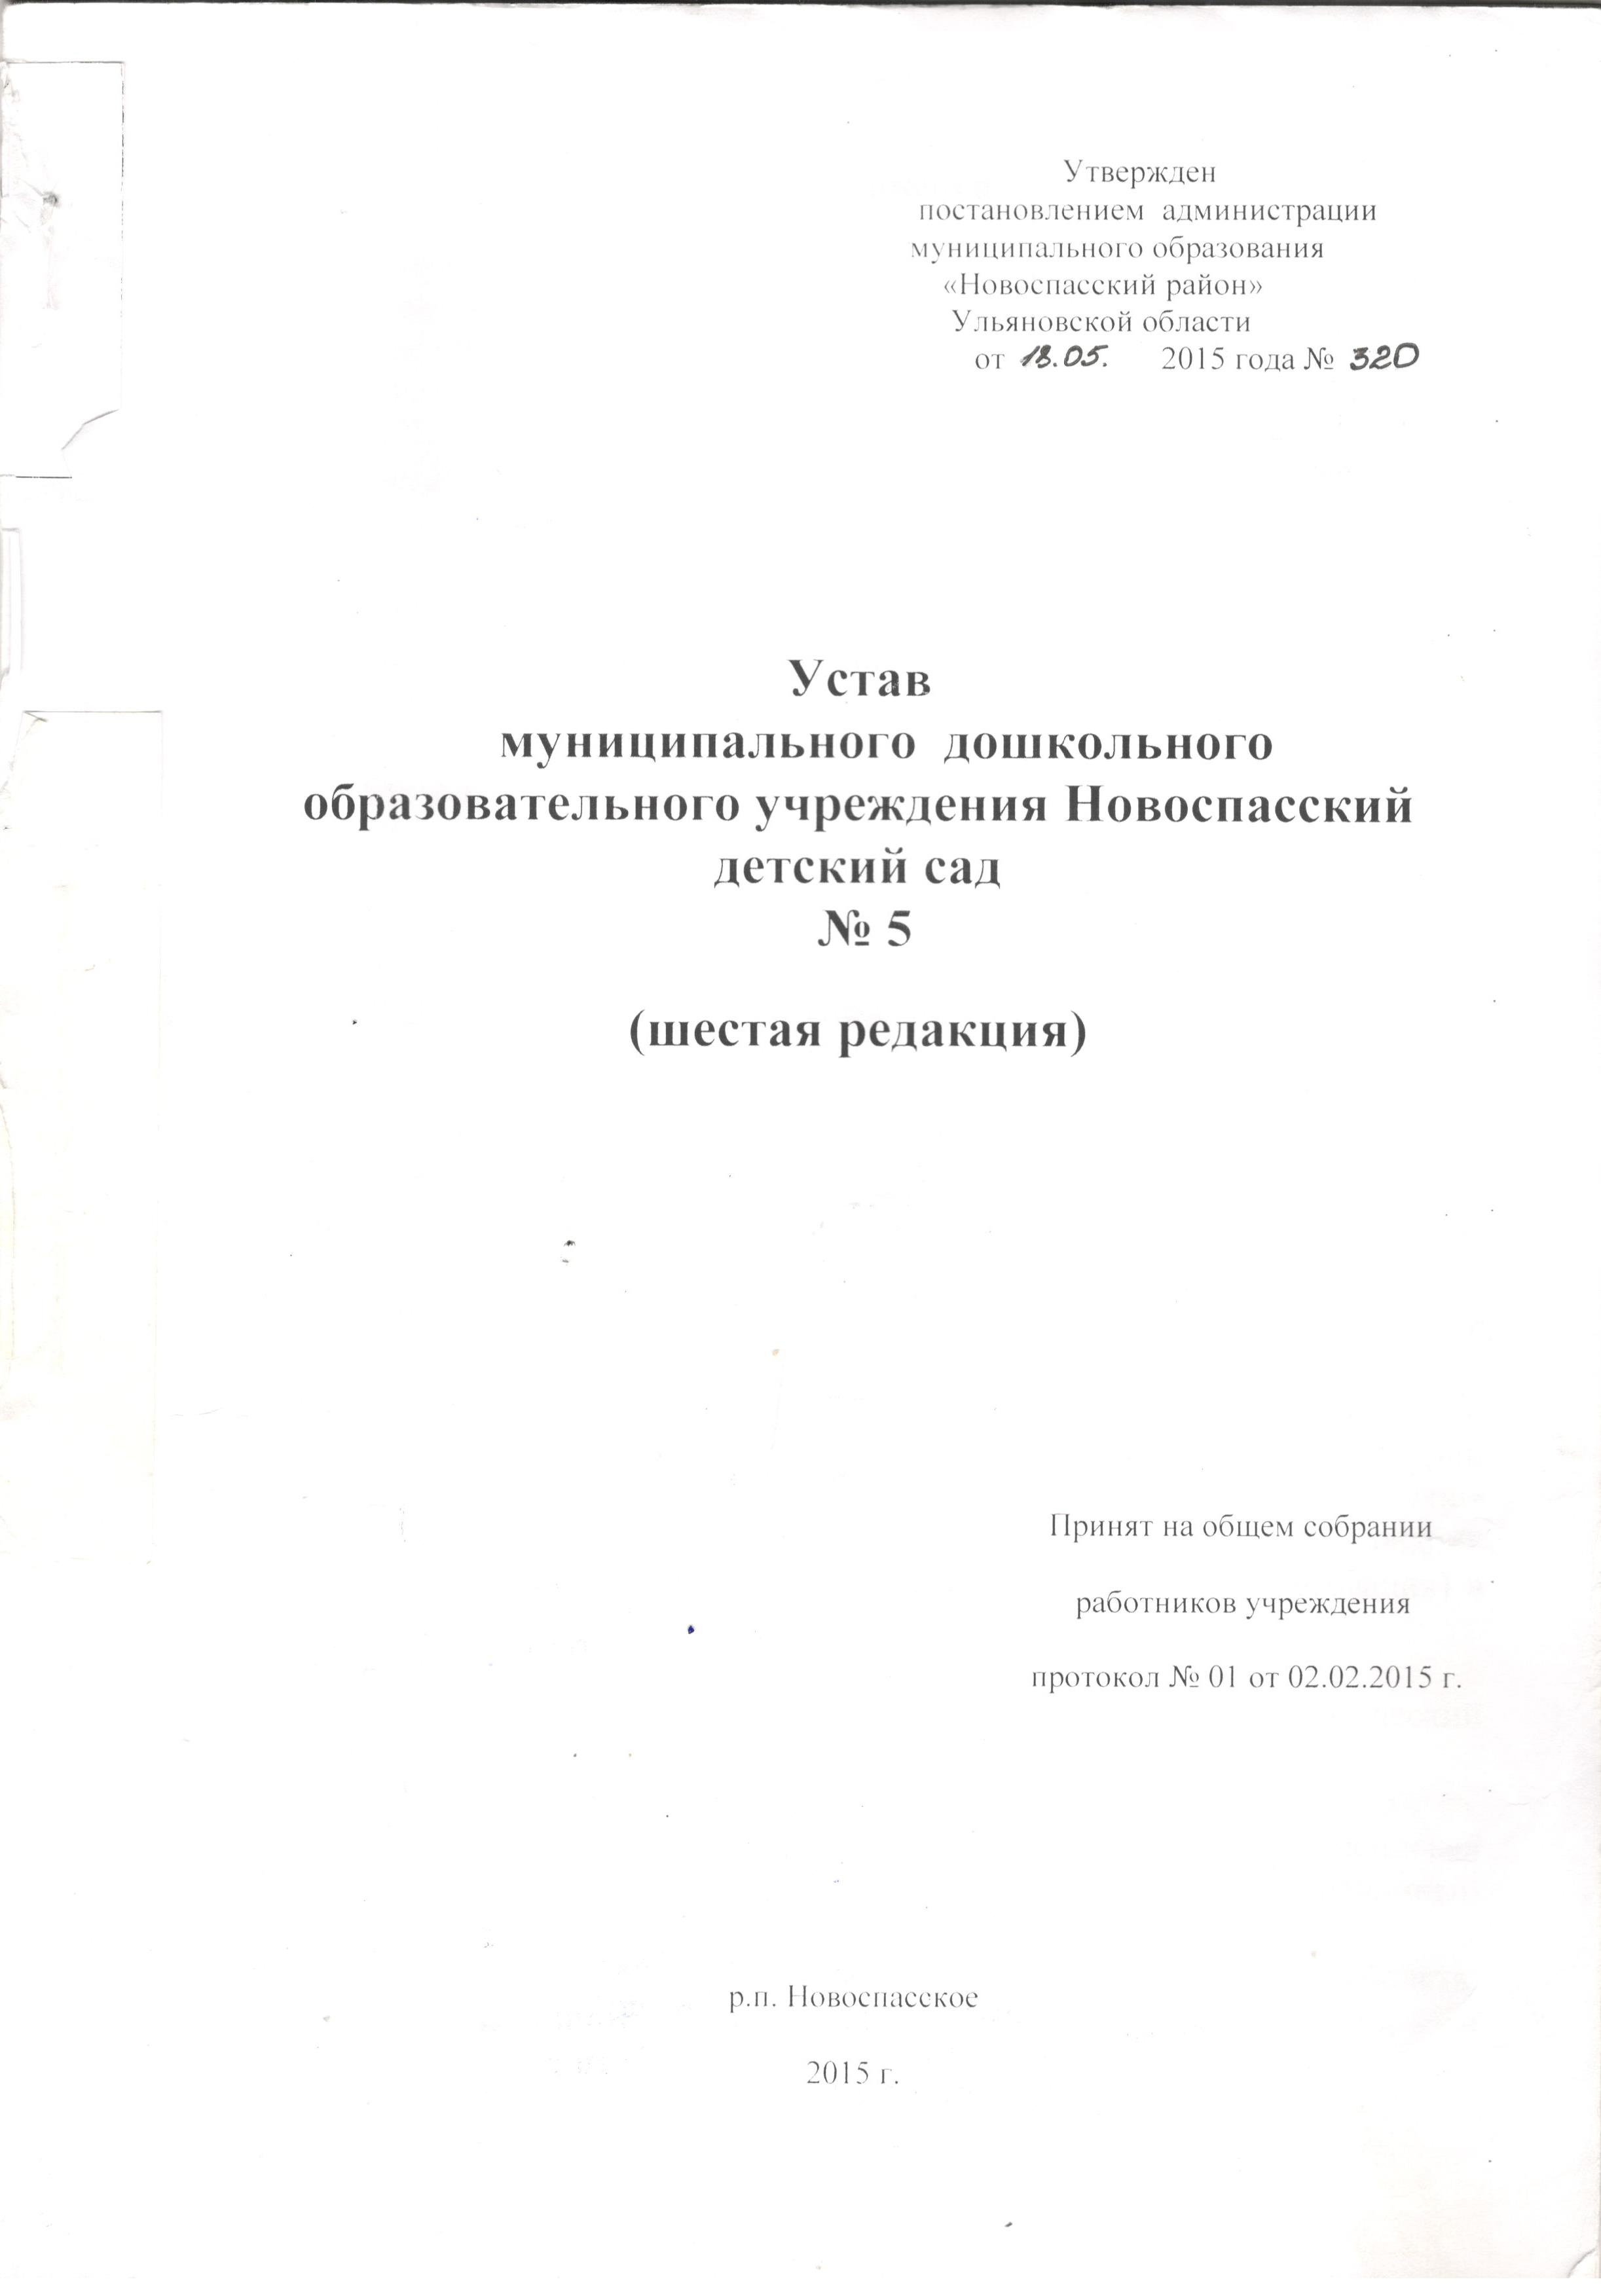 Утвержден
постановлением администрации
муниципального образования
«Новоспасский район»
Ульяновской области
от 18.05. 2015 года № 320
Устав
муниципального дошкольного
образовательного учреждения Новоспасский
детский сад
№ 5
(шестая редакция)
Принят на общем собрании
работников учреждения
протокол № 01 от 02.02.2015 г.
р.п. Новоспасское
2015 г.